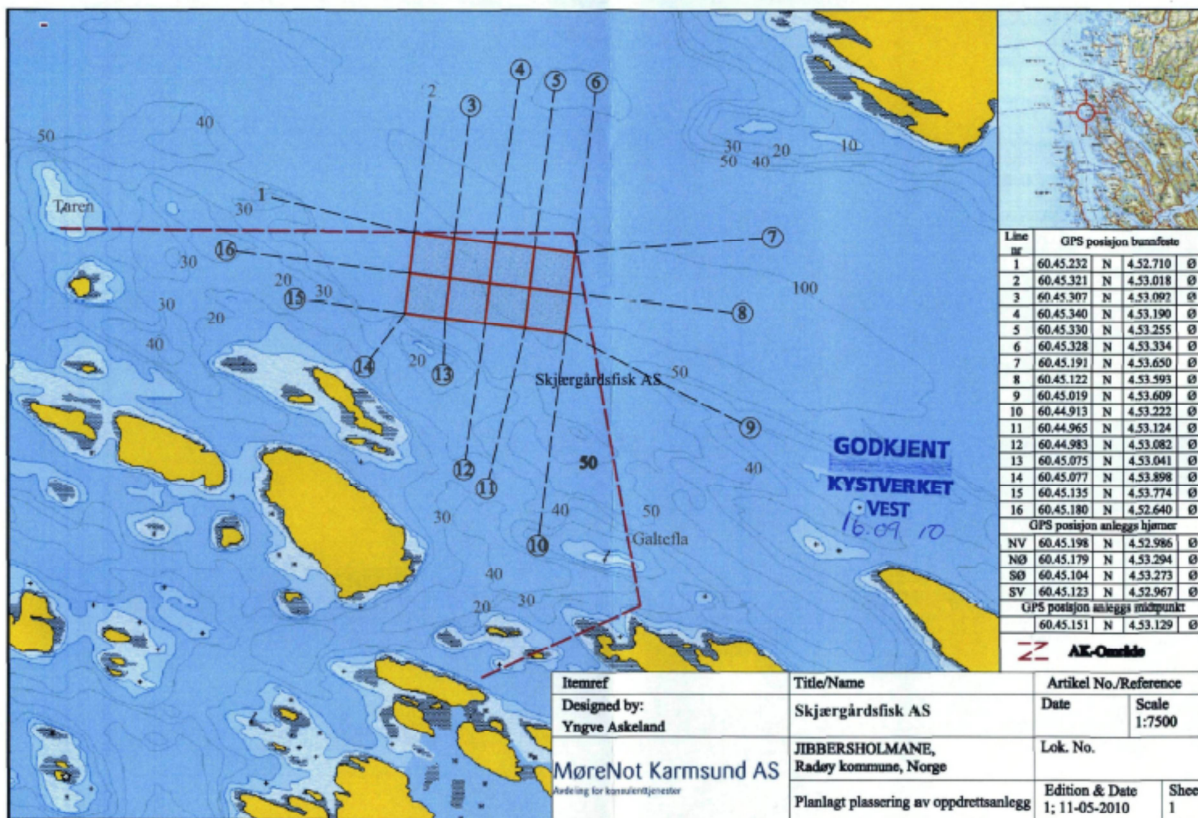 50
40
Taren
30
30
30
20
20
30
40
20
1
2
3
4
5
6
7
8
9
10
11
12
13
14
15
16
Skjærgårdsfisk AS
100
50
50
40
50
40
30
40
20
30
Galtefla
30
50
40
20
10
GODKJENT
KYSTVERKET
VEST
16.09.10
Line nr GPS posisjon bunnfeste
1 60.45.232 N 4.52.710 Ø
2 60.45.321 N 4.53.018 Ø
3 60.45.307 N 4.53.092 Ø
4 60.45.340 N 4.53.190 Ø
5 60.45.330 N 4.53.255 Ø
6 60.45.328 N 4.53.334 Ø
7 60.45.191 N 4.53.650 Ø
8 60.45.122 N 4.53.593 Ø
9 60.45.019 N 4.53.609 Ø
10 60.44.913 N 4.53.222 Ø
11 60.44.965 N 4.53.124 Ø
12 60.44.983 N 4.53.082 Ø
13 60.45.075 N 4.53.041 Ø
14 60.45.077 N 4.53.898 Ø
15 60.45.135 N 4.53.774 Ø
16 60.45.180 N 4.52.640 Ø
GPS posisjon anleggs hjørner
NV 60.45.198 N 4.52.986 Ø
NØ 60.45.179 N 4.53.294 Ø
SØ 60.45.104 N 4.53.273 Ø
SV 60.45.123 N 4.52.967 Ø
GPS posisjon anleggs midtpunkt
60.45.151 N 4.53.129 Ø
AK-Område
Itemref
Designed by:
Yngve Askeland
MøreNot Karmsund AS
Avdeling for konsulenttjenester
Title/Name
Skjærgårdsfisk AS
JIBBERSHOLMANE,
Radøy kommune, Norge
Planlagt plassering av oppdrettsanlegg
Artikel No./Reference
Date
Scale
1:7500
Lok. No.
Edition & Date
1; 11-05-2010
Shee
1